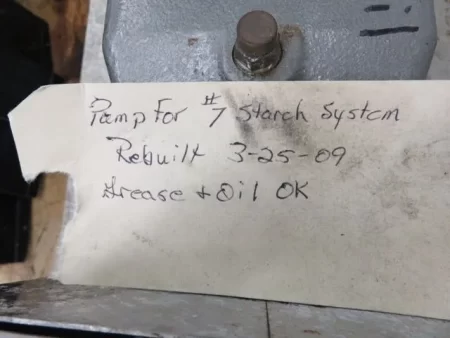 Pump For #7 Starch System
Rebuilt 3-25-09
Grease + Oil OK